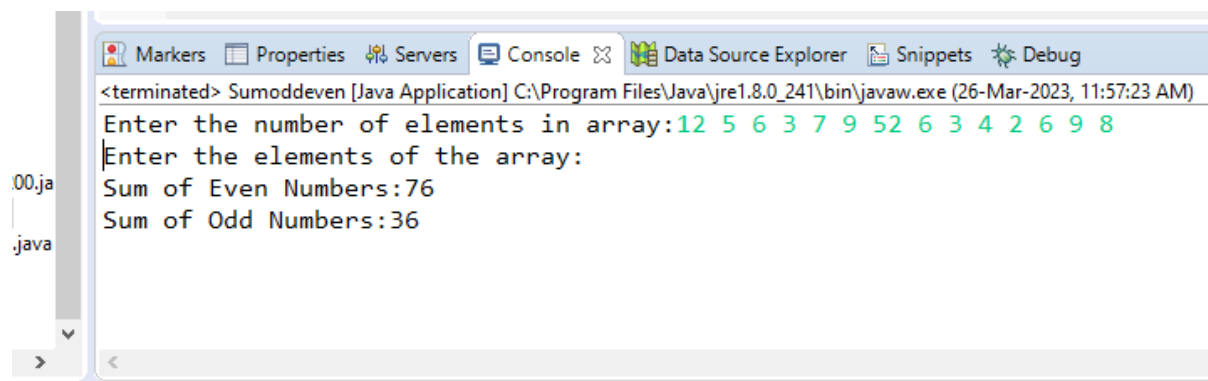 Markers Properties Servers Console Data Source Explorer Snippets Debug
<terminated> Sumoddeven [Java Application] C:\Program Files\Java\jre1.8.0_241\bin\javaw.exe (26-Mar-2023, 11:57:23 AM)
Enter the number of elements in array:12 5 6 3 7 9 52 6 3 4 2 6 9 8
Enter the elements of the array:
Sum of Even Numbers:76
Sum of Odd Numbers:36
00.ja
.java